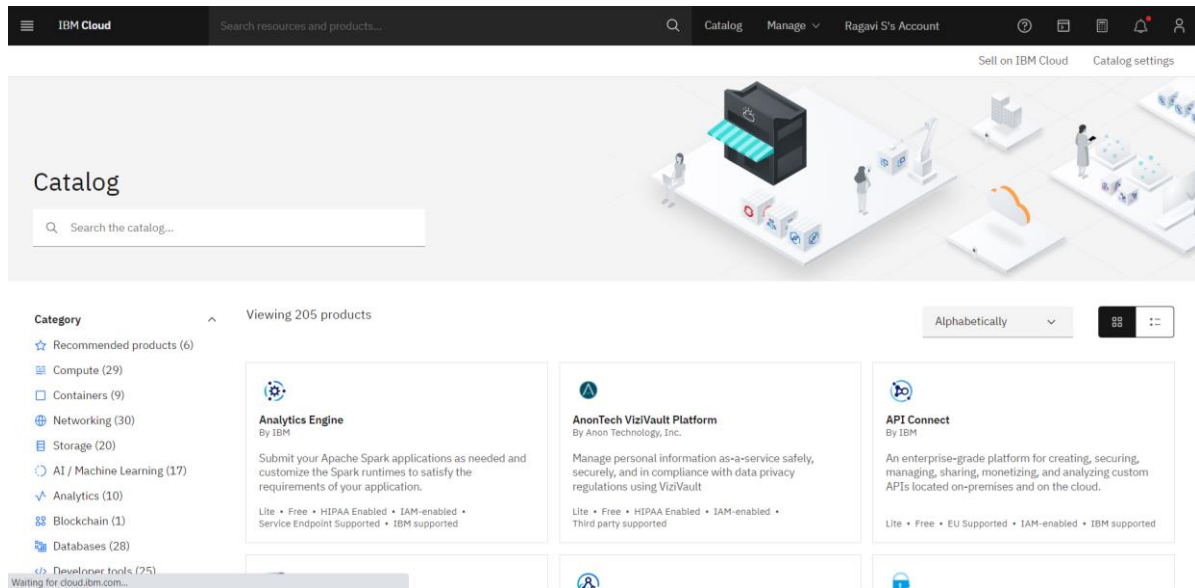 IBM Cloud
Search resources and products...
Catalog
Manage
Ragavi S's Account
Sell on IBM Cloud
Catalog settings
Catalog
Search the catalog...
Category
Recommended products (6)
Compute (29)
Containers (9)
Networking (30)
Storage (20)
AI / Machine Learning (17)
Analytics (10)
Blockchain (1)
Databases (28)
Developer tools (25)
Waiting for cloud.ibm.com...
Viewing 205 products
Alphabetically
Analytics Engine
By IBM
Submit your Apache Spark applications as needed and
customize the Spark runtimes to satisfy the
requirements of your application.
Lite • Free • HIPAA Enabled • IAM-enabled •
Service Endpoint Supported • IBM supported
AnonTech ViziVault Platform
By Anon Technology, Inc.
Manage personal information as-a-service safely,
securely, and in compliance with data privacy
regulations using ViziVault
Lite • Free • HIPAA Enabled • IAM-enabled •
Third party supported
API Connect
By IBM
An enterprise-grade platform for creating, securing,
managing, sharing, monetizing, and analyzing custom
APIs located on-premises and on the cloud.
Lite • Free • EU Supported • IAM-enabled • IBM supported